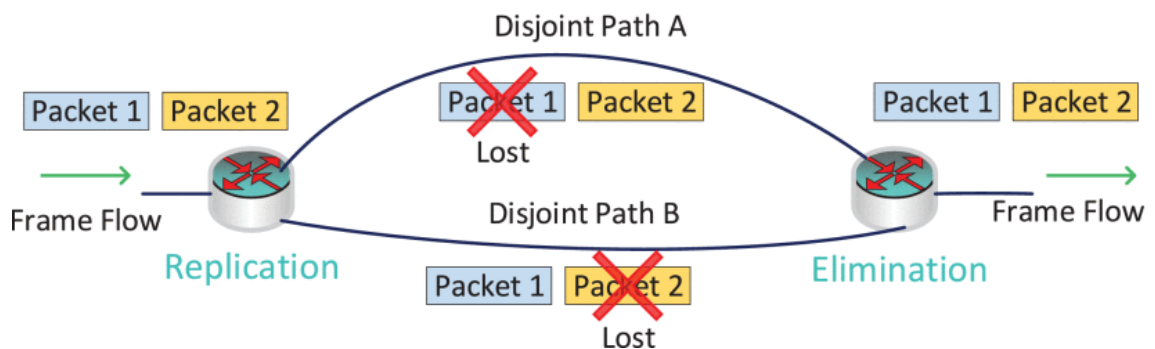 Disjoint Path A
Packet 1 Packet 2
Packet 1 Packet 2
Packet 1 Packet 2
Lost
Frame Flow
Disjoint Path B
Frame Flow
Replication
Elimination
Packet 1 Packet 2
Lost